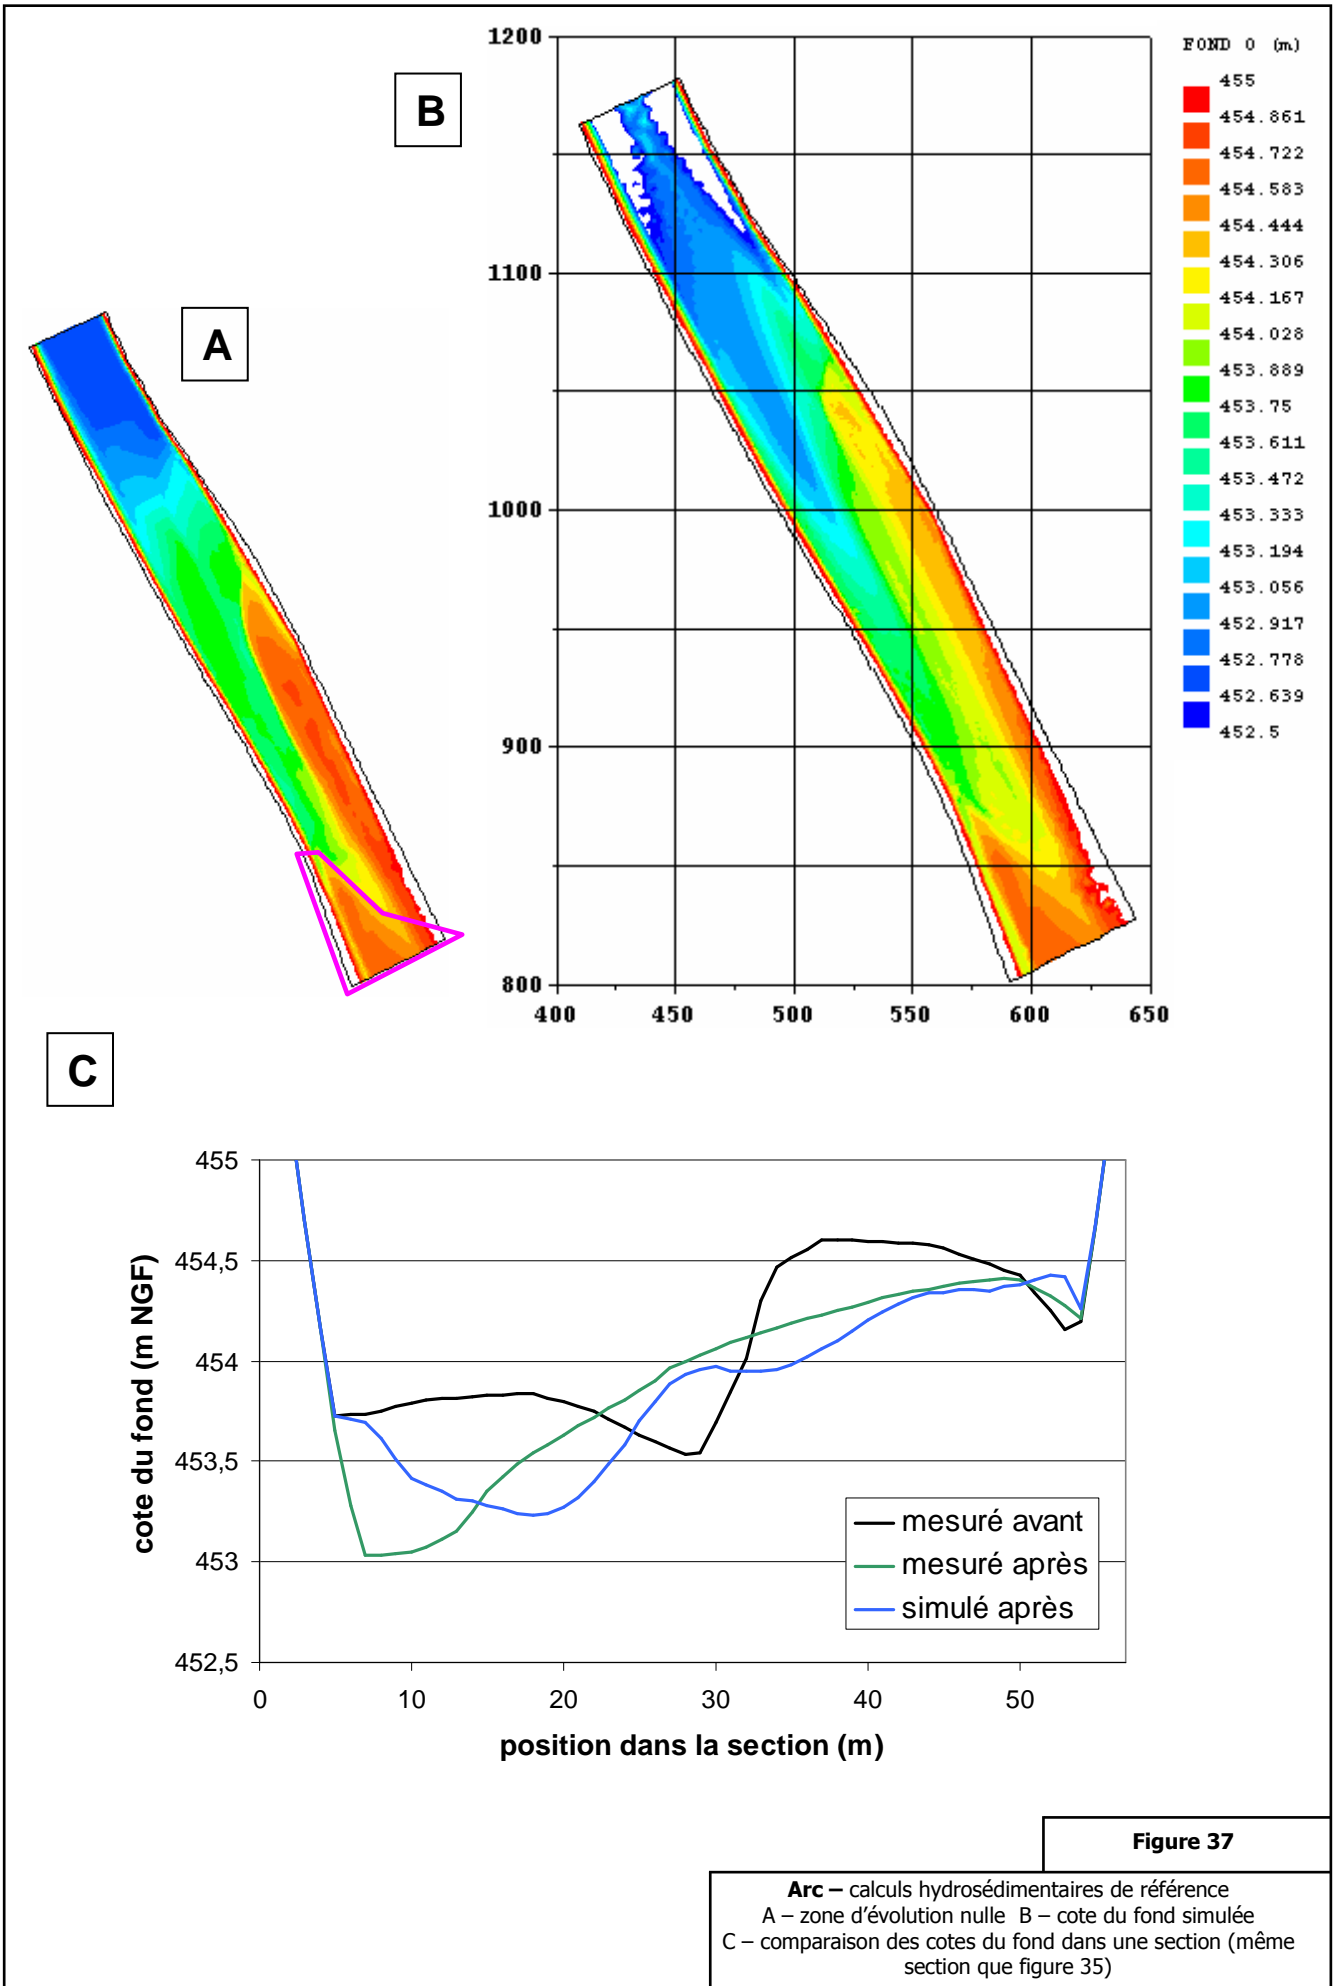 A
B
1200
1100
1000
900
800
400 450 500 550 600 650
FOND 0 (m)
455
454.861
454.722
454.583
454.444
454.306
454.167
454.028
453.889
453.75
453.611
453.472
453.333
453.194
453.056
452.917
452.778
452.639
452.5
C
cote du fond (m NGF)
455
454,5
454
453,5
453
452,5
0 10 20 30 40 50
position dans la section (m)
mesuré avant
mesuré après
simulé après
Figure 37
Arc – calculs hydrosédimentaires de référence
A – zone d'évolution nulle B – cote du fond simulée
C – comparaison des cotes du fond dans une section (même
section que figure 35)